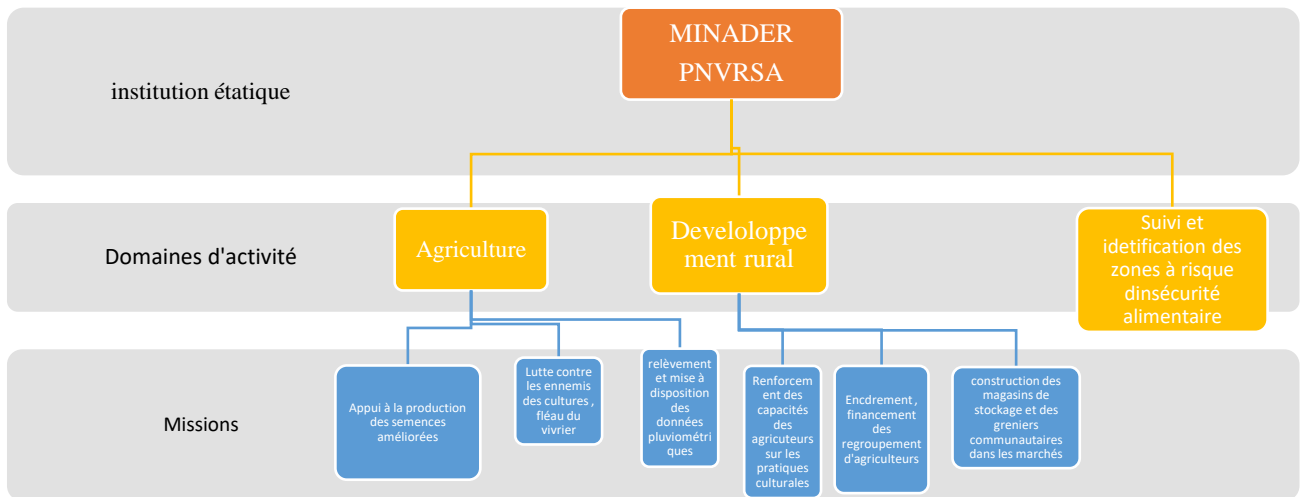 MINADER
PNVRSA
institution étatique
Domaines d'activité
Agriculture
Develoloppe
ment rural
Suivi et
idetification des
zones à risque
dinsécurité
alimentaire
Missions
Appui à la production
des semences
améliorées
Lutte contre
les ennemis
des cultures ,
fléau du
vivrier
relèvement
et mise à
disposition
des
données
pluviométri
ques
Renforcem
ent des
capacités
des
agricuteurs
sur les
pratiques
culturales
Encdrement ,
financement
des
regroupement
d'agriculteurs
construction des
magasins de
stockage et des
greniers
communautaires
dans les marchés